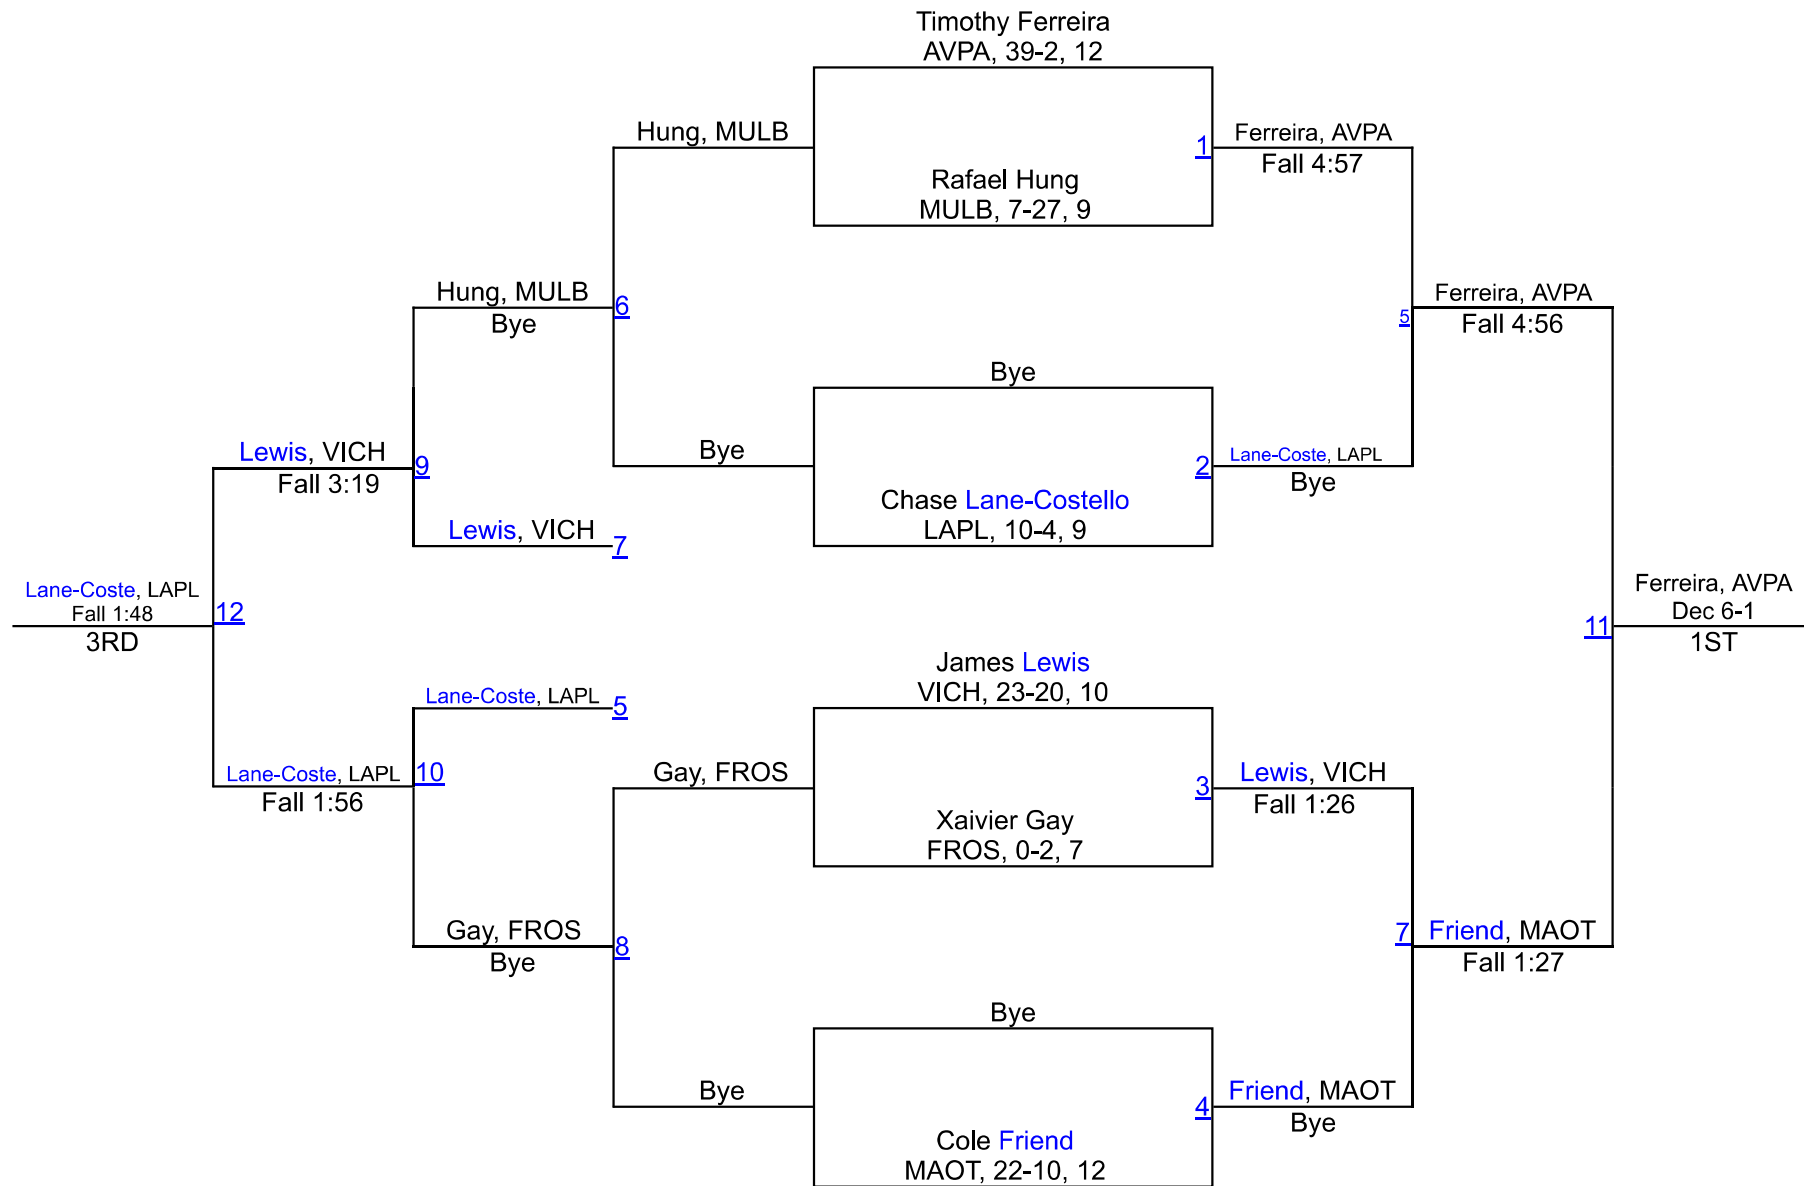 Timothy Ferreira
AVPA, 39-2, 12
Hung, MULB
1
Ferreira, AVPA
Fall 4:57
Rafael Hung
MULB, 7-27, 9
Hung, MULB
Bye
6
5
Ferreira, AVPA
Fall 4:56
Bye
Bye
2
Lane-Coste, LAPL
Bye
Chase Lane-Costello
LAPL, 10-4, 9
Lewis, VICH
Fall 3:19
9
Lewis, VICH
7
Lane-Coste, LAPL
Fall 1:48
3RD
12
11
Ferreira, AVPA
Dec 6-1
1ST
James Lewis
VICH, 23-20, 10
Lane-Coste, LAPL
5
Lane-Coste, LAPL
Fall 1:56
10
Gay, FROS
3
Lewis, VICH
Fall 1:26
Xaivier Gay
FROS, 0-2, 7
Gay, FROS
Bye
8
7
Friend, MAOT
Fall 1:27
Bye
Bye
4
Friend, MAOT
Bye
Cole Friend
MAOT, 22-10, 12